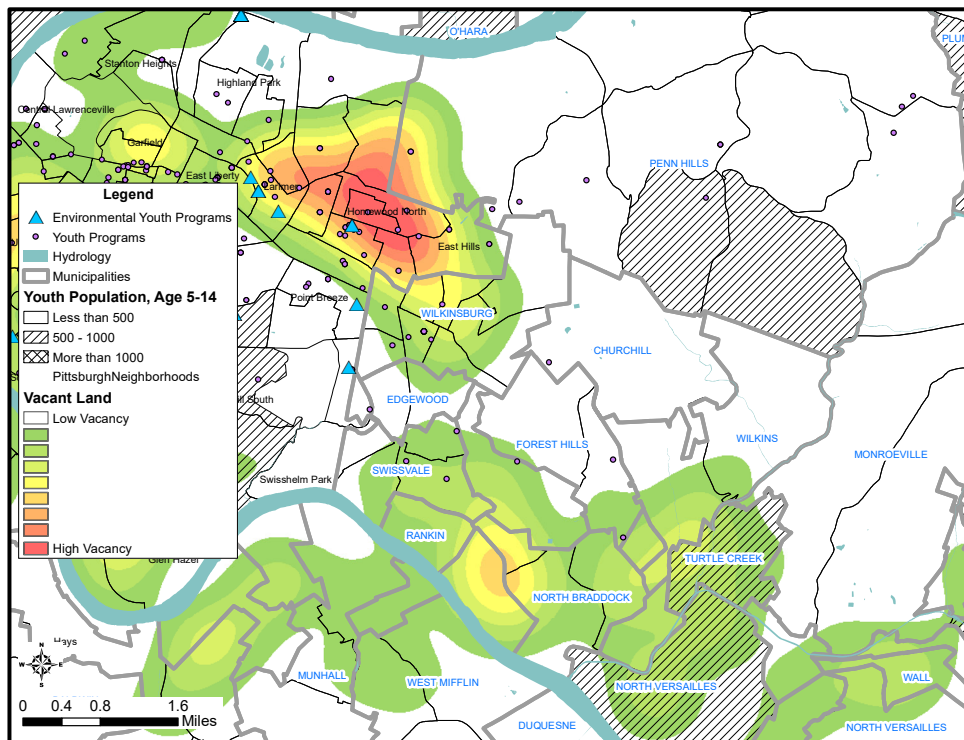 O'HARA
PLUM
Stanton Heights
Highland Park
Central Lawrenceville
Garfield
PENN HILLS
East Liberty
Larimer
Homewood North
East Hills
Point Breeze
WILKINSBURG
CHURCHILL
EDGEWOOD
ill South
FOREST HILLS
WILKINS
MONROEVILLE
SWISSVALE
Swisshelm Park
RANKIN
TURTLE CREEK
Glen Hazel
NORTH BRADDOCK
Hays
MUNHALL
WEST MIFFLIN
NORTH VERSAILLES
WALL
DUQUESNE
NORTH VERSAILLES
Legend
Environmental Youth Programs
Youth Programs
Hydrology
Municipalities
Youth Population, Age 5-14
Less than 500
500 - 1000
More than 1000
PittsburghNeighborhoods
Vacant Land
Low Vacancy
High Vacancy
N
W E
S
0 0.4 0.8 1.6
Miles